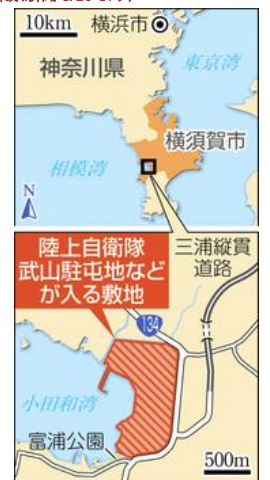 10km
横浜市
東京湾
神奈川県
横須賀市
相模湾
N
陸上自衛隊
武山駐屯地など
が入る敷地
三浦縦貫
道路
134
小田和湾
富浦公園
500m